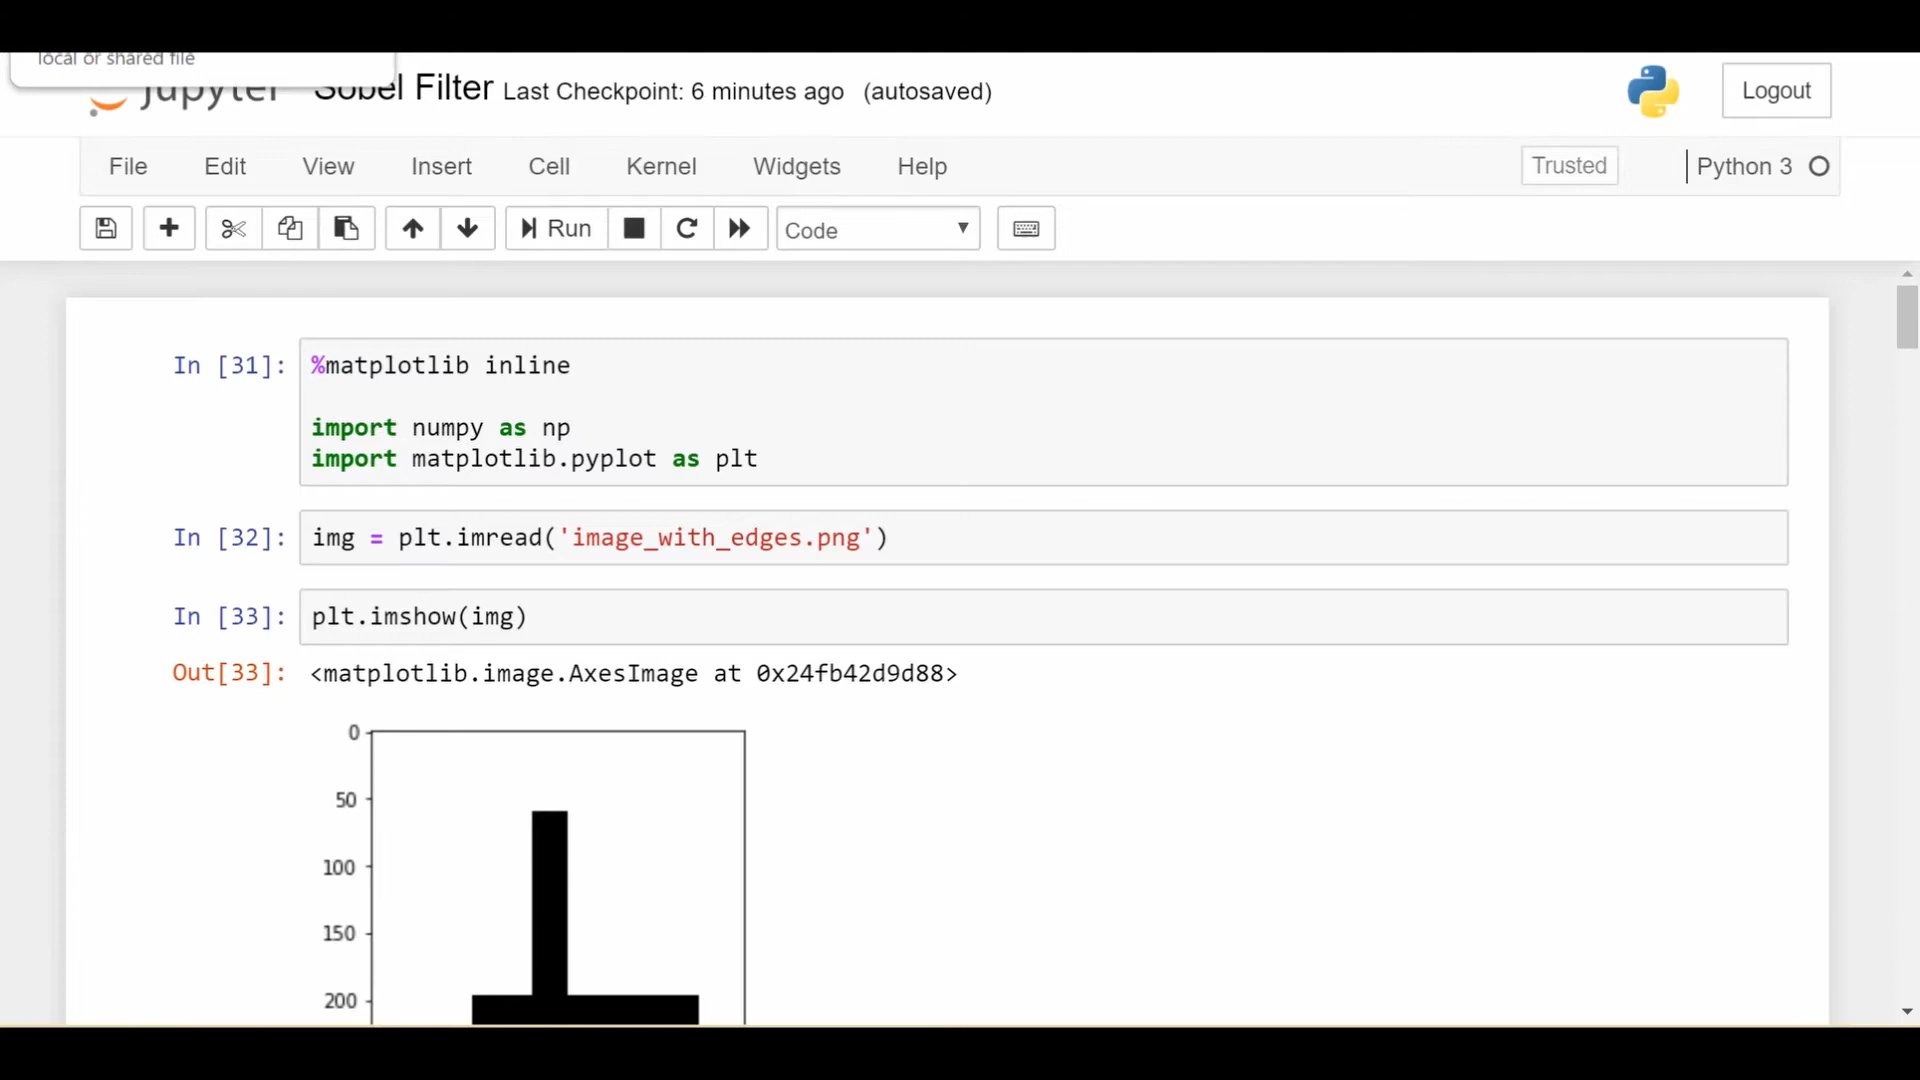 local or shared file
jupyter Sobel Filter Last Checkpoint: 6 minutes ago (autosaved)
Logout
File Edit View Insert Cell Kernel Widgets Help
Trusted
Python 3
Run
Code
In [31]:
%matplotlib inline
import numpy as np
import matplotlib.pyplot as plt
In [32]:
img = plt.imread('image_with_edges.png')
In [33]:
plt.imshow(img)
Out[33]:
<matplotlib.image.AxesImage at 0x24fb42d9d88>
0
50
100
150
200